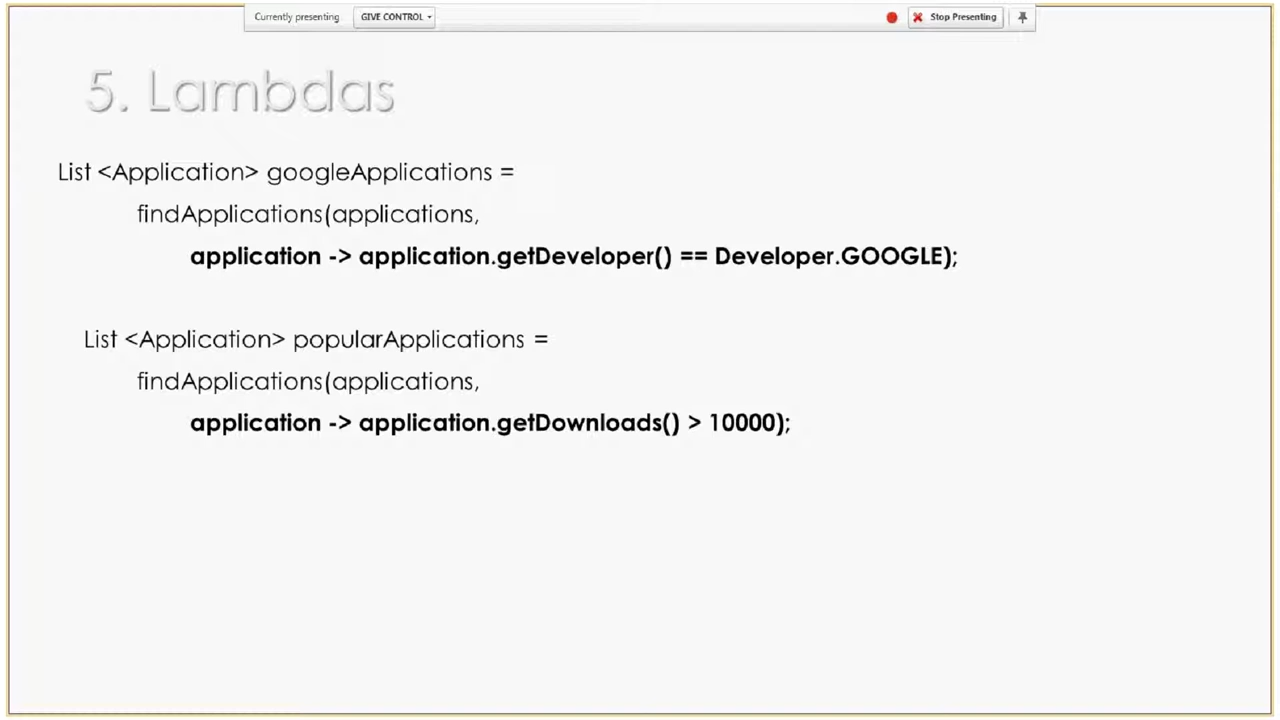 Currently presenting GIVE CONTROL Stop Presenting
5. Lambdas
List <Application> googleApplications =
findApplications(applications,
application -> application.getDeveloper() == Developer.GOOGLE);
List <Application> popularApplications =
findApplications(applications,
application -> application.getDownloads() > 10000);